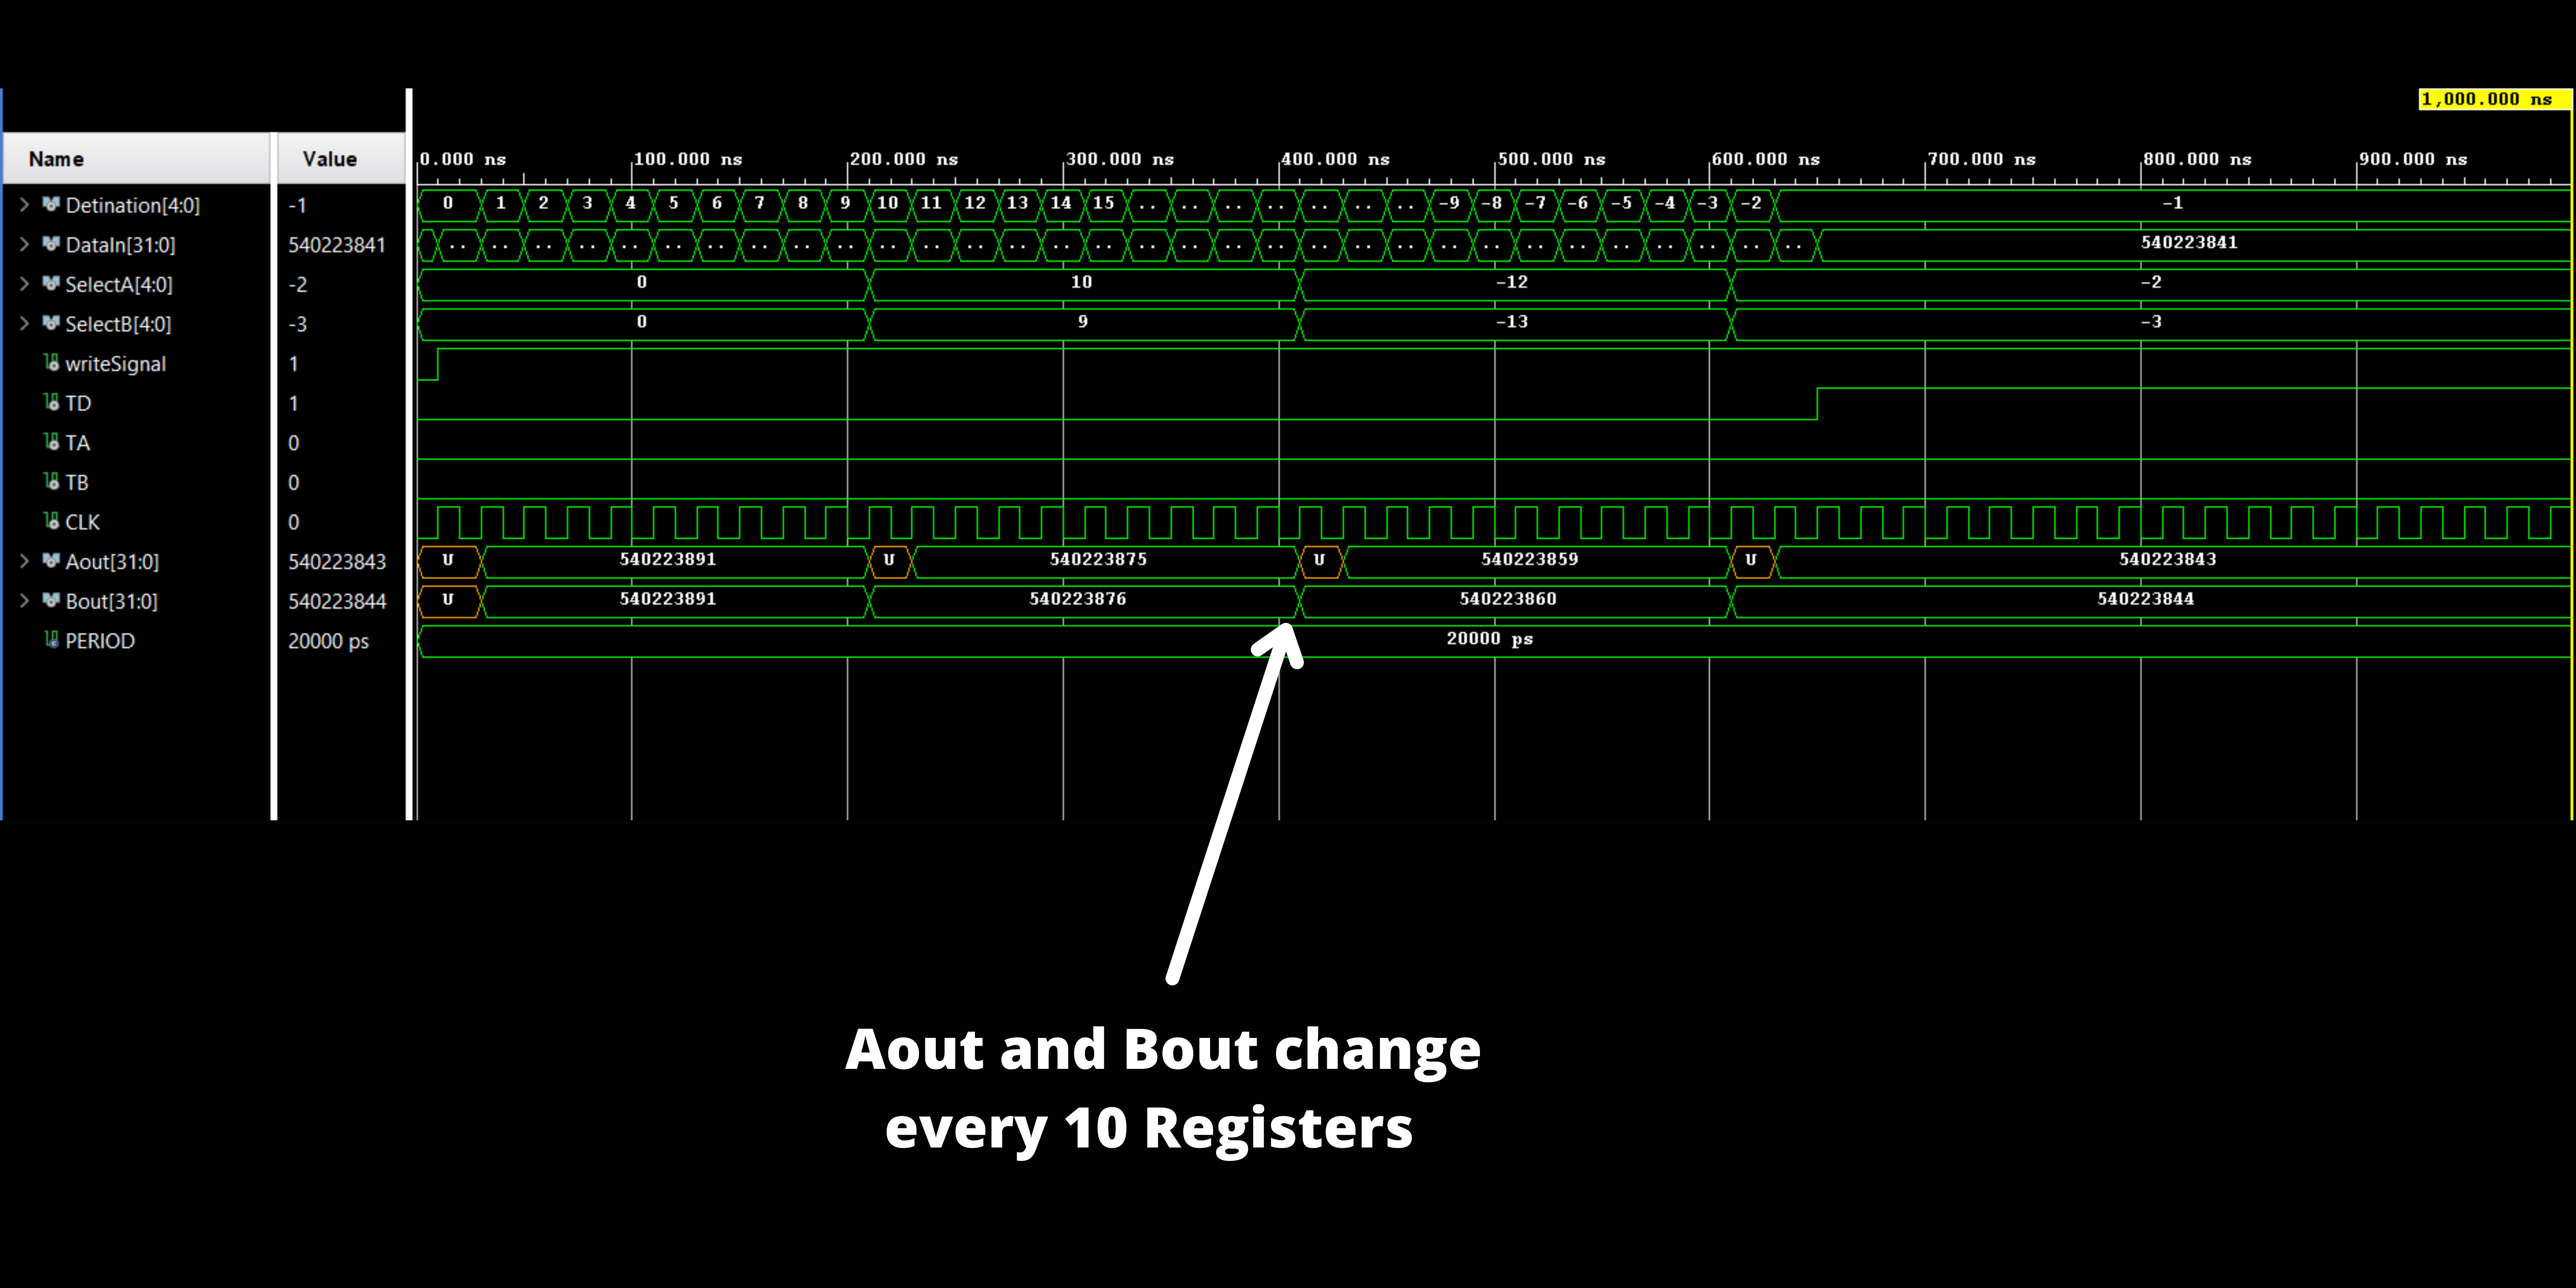 1,000.000 ns
Name Value 0.000 ns 100.000 ns 200.000 ns 300.000 ns 400.000 ns 500.000 ns 600.000 ns 700.000 ns 800.000 ns 900.000 ns
Detination[4:0] -1 0 1 2 3 4 5 6 7 8 9 10 11 12 13 14 15 .. .. .. .. .. .. .. -9 -8 -7 -6 -5 -4 -3 -2 -1
DataIn[31:0] 540223841 .. .. .. .. .. .. .. .. .. .. .. .. .. .. .. .. .. .. .. .. .. .. .. .. .. .. .. .. .. .. .. .. 540223841
SelectA[4:0] -2 0 10 -12 -2
SelectB[4:0] -3 0 9 -13 -3
writeSignal 1
TD 1
TA 0
TB 0
CLK 0
Aout[31:0] 540223843 U 540223891 U 540223875 U 540223859 U 540223843
Bout[31:0] 540223844 U 540223891 540223876 540223860 540223844
PERIOD 20000 ps 20000 ps
Aout and Bout change
every 10 Registers